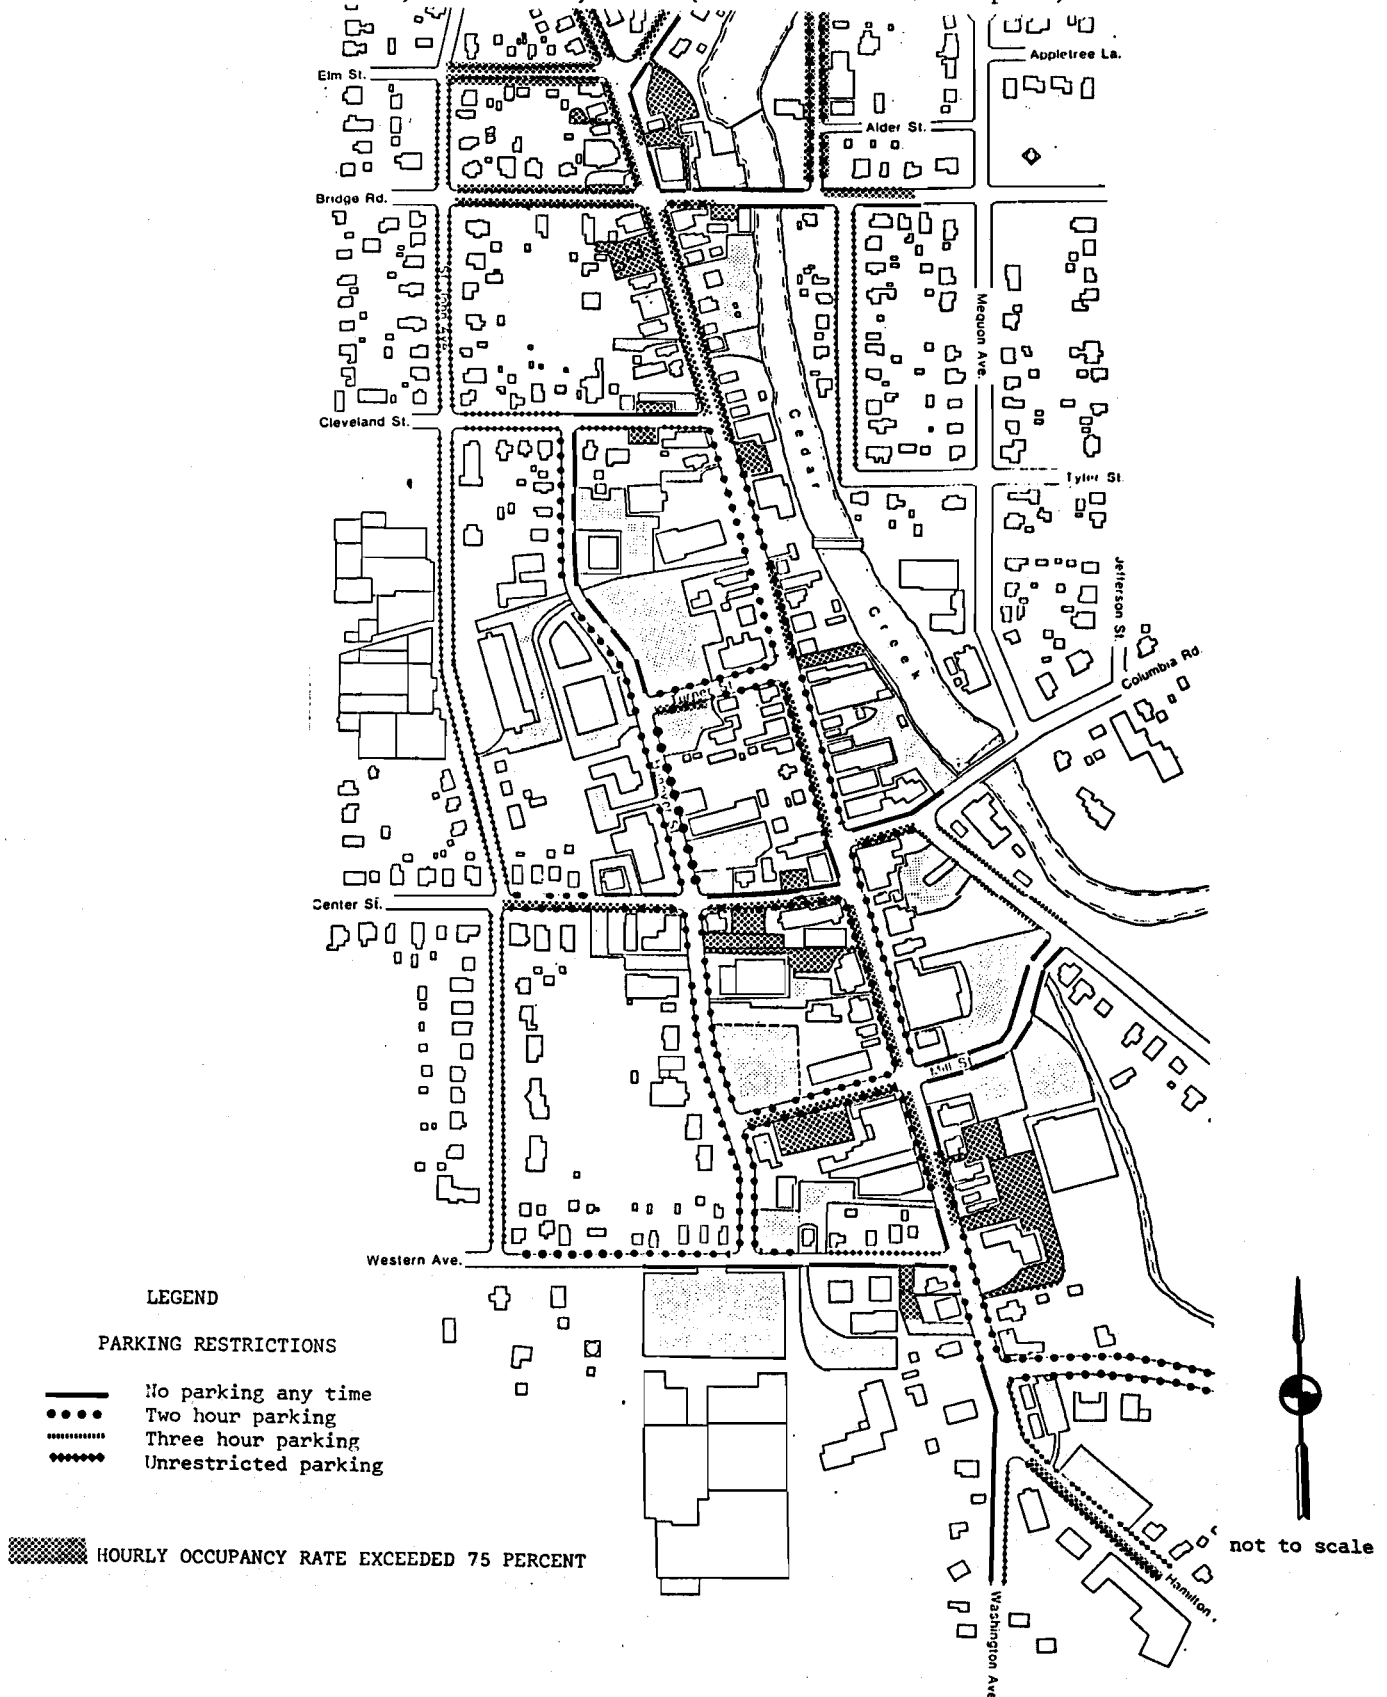 Elm St.
Appletree La.
Alder St.
Bridge Rd.
Mequon Ave.
Cleveland St.
Cedar
Creek
Tyler St.
Jefferson St.
Columbia Rd.
Turner St.
Center St.
Mill St.
Western Ave.
LEGEND
PARKING RESTRICTIONS
No parking any time
Two hour parking
Three hour parking
Unrestricted parking
HOURLY OCCUPANCY RATE EXCEEDED 75 PERCENT
not to scale
Hamilton
Washington Ave